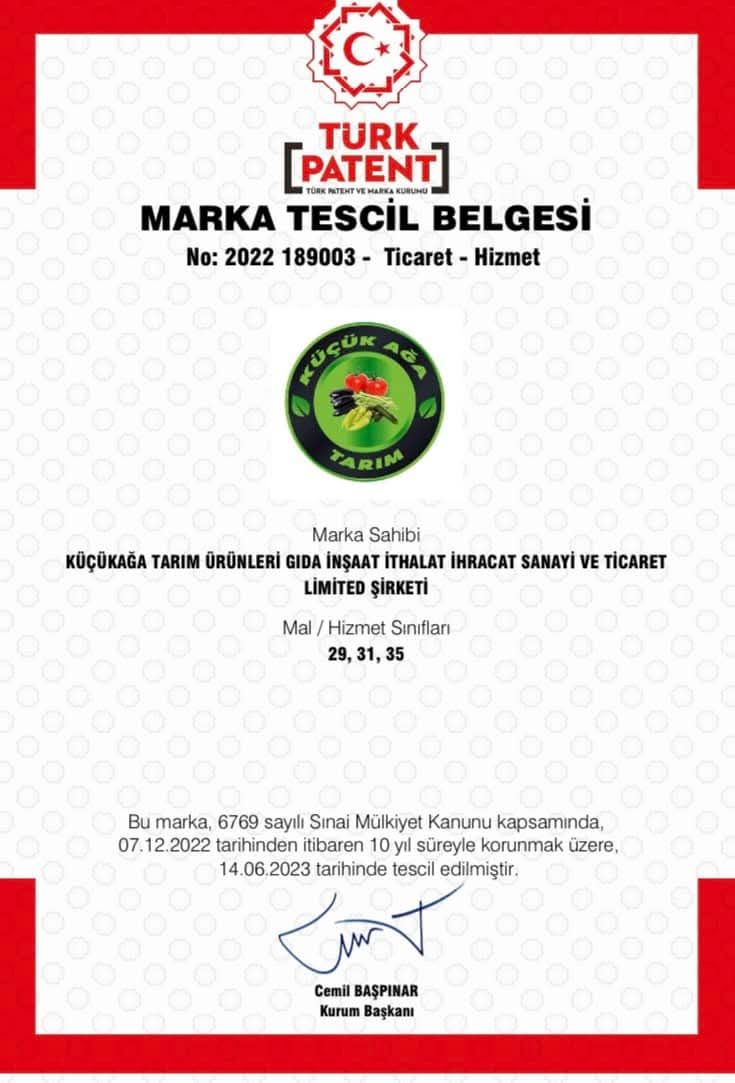 TÜRK
PATENT
TÜRK PATENT VE MARKA KURUMU
MARKA TESCİL BELGESİ
No: 2022 189003 - Ticaret - Hizmet
KÜÇÜK AĞA
TARIM
Marka Sahibi
KÜÇÜKAĞA TARIM ÜRÜNLERİ GIDA İNŞAAT İTHALAT İHRACAT SANAYİ VE TİCARET
LİMİTED ŞİRKETİ
Mal / Hizmet Sınıfları
29, 31, 35
Bu marka, 6769 sayılı Sınai Mülkiyet Kanunu kapsamında,
07.12.2022 tarihinden itibaren 10 yıl süreyle korunmak üzere,
14.06.2023 tarihinde tescil edilmiştir.
Cemil BAŞPINAR
Kurum Başkanı